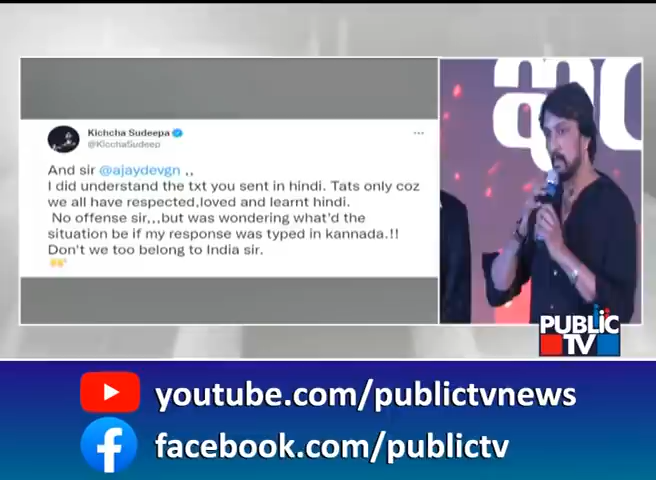 Kichcha Sudeepa
@KicchaSudeep
And sir @ajaydevgn ,,
I did understand the txt you sent in hindi. Tats only coz
we all have respected,loved and learnt hindi.
No offense sir,,,but was wondering what'd the
situation be if my response was typed in kannada.!!
Don't we too belong to India sir.
PUBLiC
TV
youtube.com/publictvnews
facebook.com/publictv